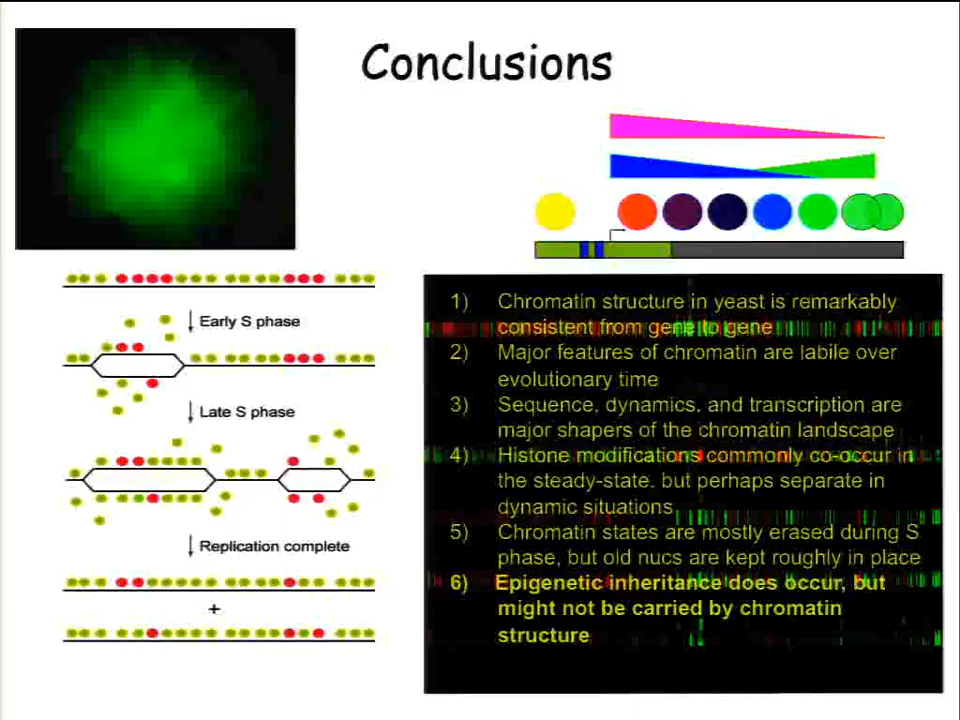 Conclusions
Early S phase
Late S phase
Replication complete
+
1) Chromatin structure in yeast is remarkably
consistent from gene to gene
2) Major features of chromatin are labile over
evolutionary time
3) Sequence, dynamics, and transcription are
major shapers of the chromatin landscape
4) Histone modifications commonly co-occur in
the steady-state. but perhaps separate in
dynamic situations
5) Chromatin states are mostly erased during S
phase, but old nucs are kept roughly in place
6) Epigenetic inheritance does occur, but
might not be carried by chromatin
structure